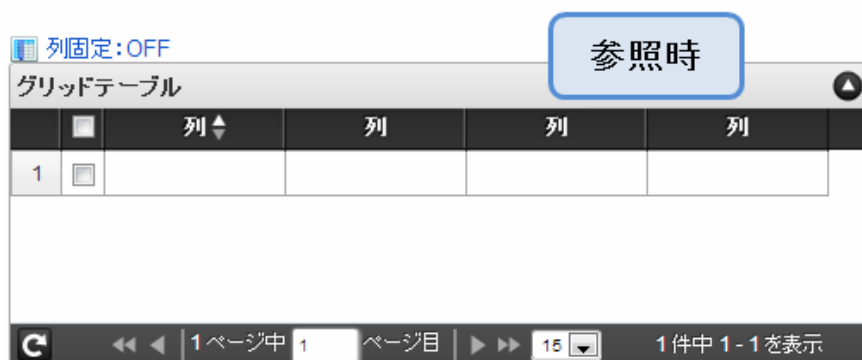 参照時
列固定:OFF
グリッドテーブル
列 列 列 列
1
1 ページ中 1 ページ目 15 1 件中 1 - 1 を表示